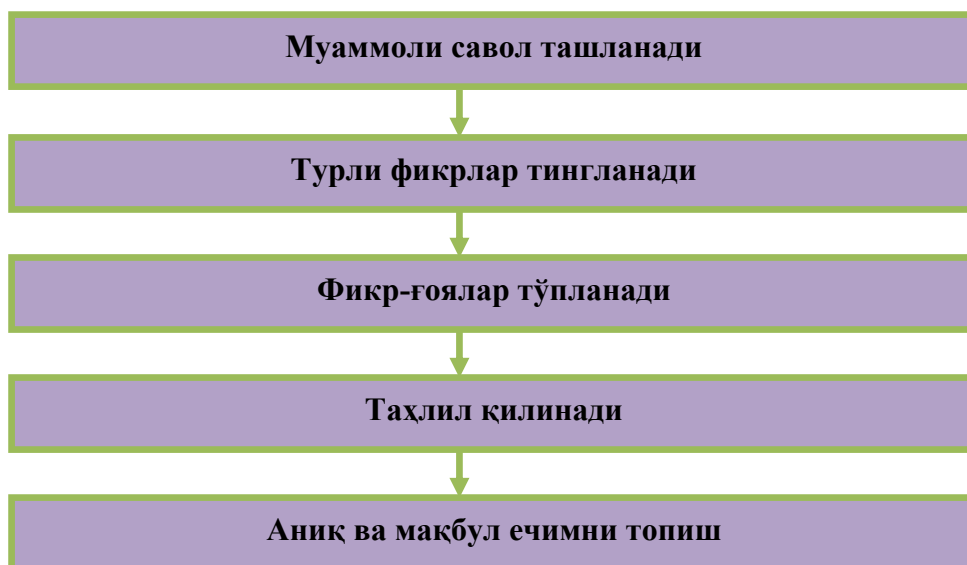 Муаммоли савол ташланади
Турли фикрлар тингланади
Фикр-ғоялар тўпланади
Таҳлил қилинади
Аниқ ва мақбул ечимни топиш